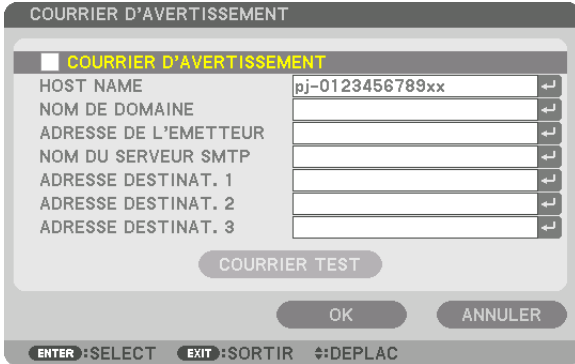 COURRIER D'AVERTISSEMENT
COURRIER D'AVERTISSEMENT
HOST NAME pj-0123456789xx
NOM DE DOMAINE
ADRESSE DE L'EMETTEUR
NOM DU SERVEUR SMTP
ADRESSE DESTINAT. 1
ADRESSE DESTINAT. 2
ADRESSE DESTINAT. 3
COURRIER TEST
OK ANNULER
ENTER :SELECT EXIT :SORTIR :DEPLAC